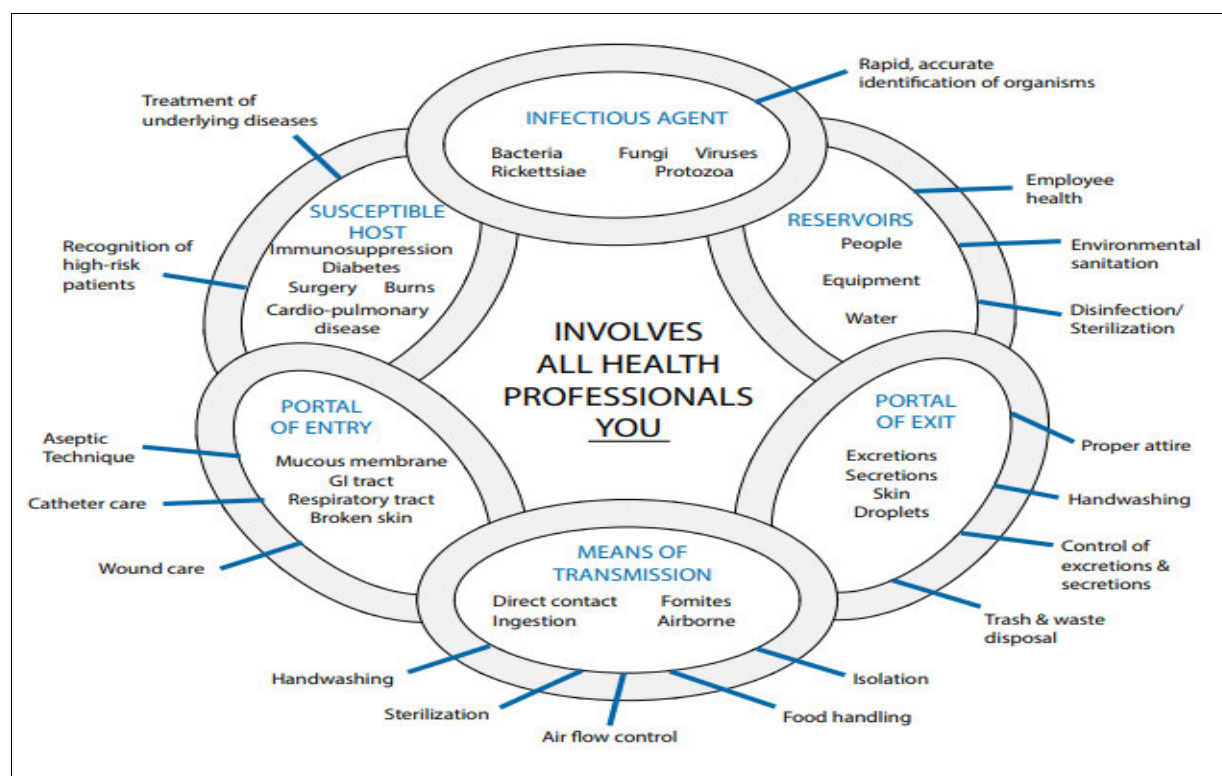 Rapid, accurate
identification of organisms
INFECTIOUS AGENT
Bacteria Fungi Viruses
Rickettsiae Protozoa
Treatment of
underlying diseases
SUSCEPTIBLE
HOST
Immunosuppression
Diabetes
Surgery Burns
Cardio-pulmonary
disease
Recognition of
high-risk
patients
RESERVOIRS
People
Equipment
Water
Employee
health
Environmental
sanitation
Disinfection/
Sterilization
INVOLVES
ALL HEALTH
PROFESSIONALS
YOU
PORTAL
OF ENTRY
Mucous membrane
GI tract
Respiratory tract
Broken skin
Aseptic
Technique
Catheter care
Wound care
PORTAL
OF EXIT
Excretions
Secretions
Skin
Droplets
Proper attire
Handwashing
Control of
excretions &
secretions
Trash & waste
disposal
MEANS OF
TRANSMISSION
Direct contact Fomites
Ingestion Airborne
Handwashing
Sterilization
Air flow control
Food handling
Isolation